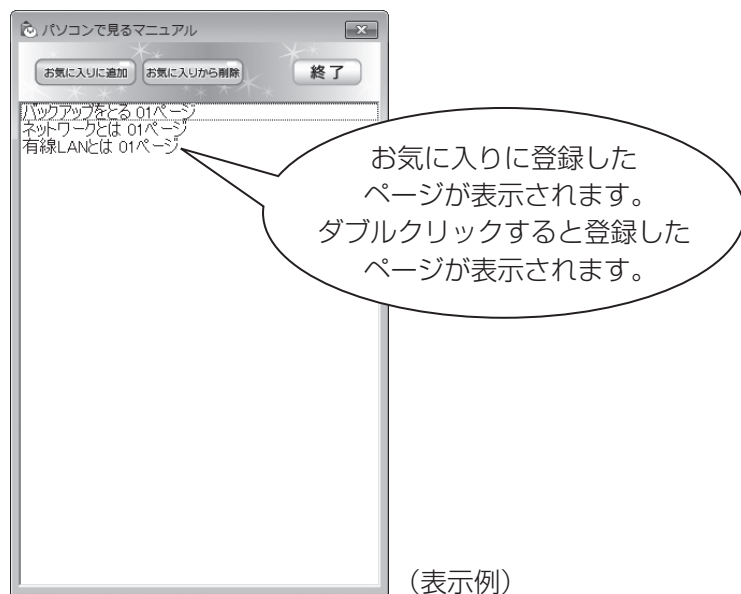 パソコンで見るマニュアル
お気に入りに追加 お気に入りから削除 終了
バックアップをとる 01ページ
ネットワークとは 01ページ
有線LANとは 01ページ
お気に入りに登録した
ページが表示されます。
ダブルクリックすると登録した
ページが表示されます。
(表示例)